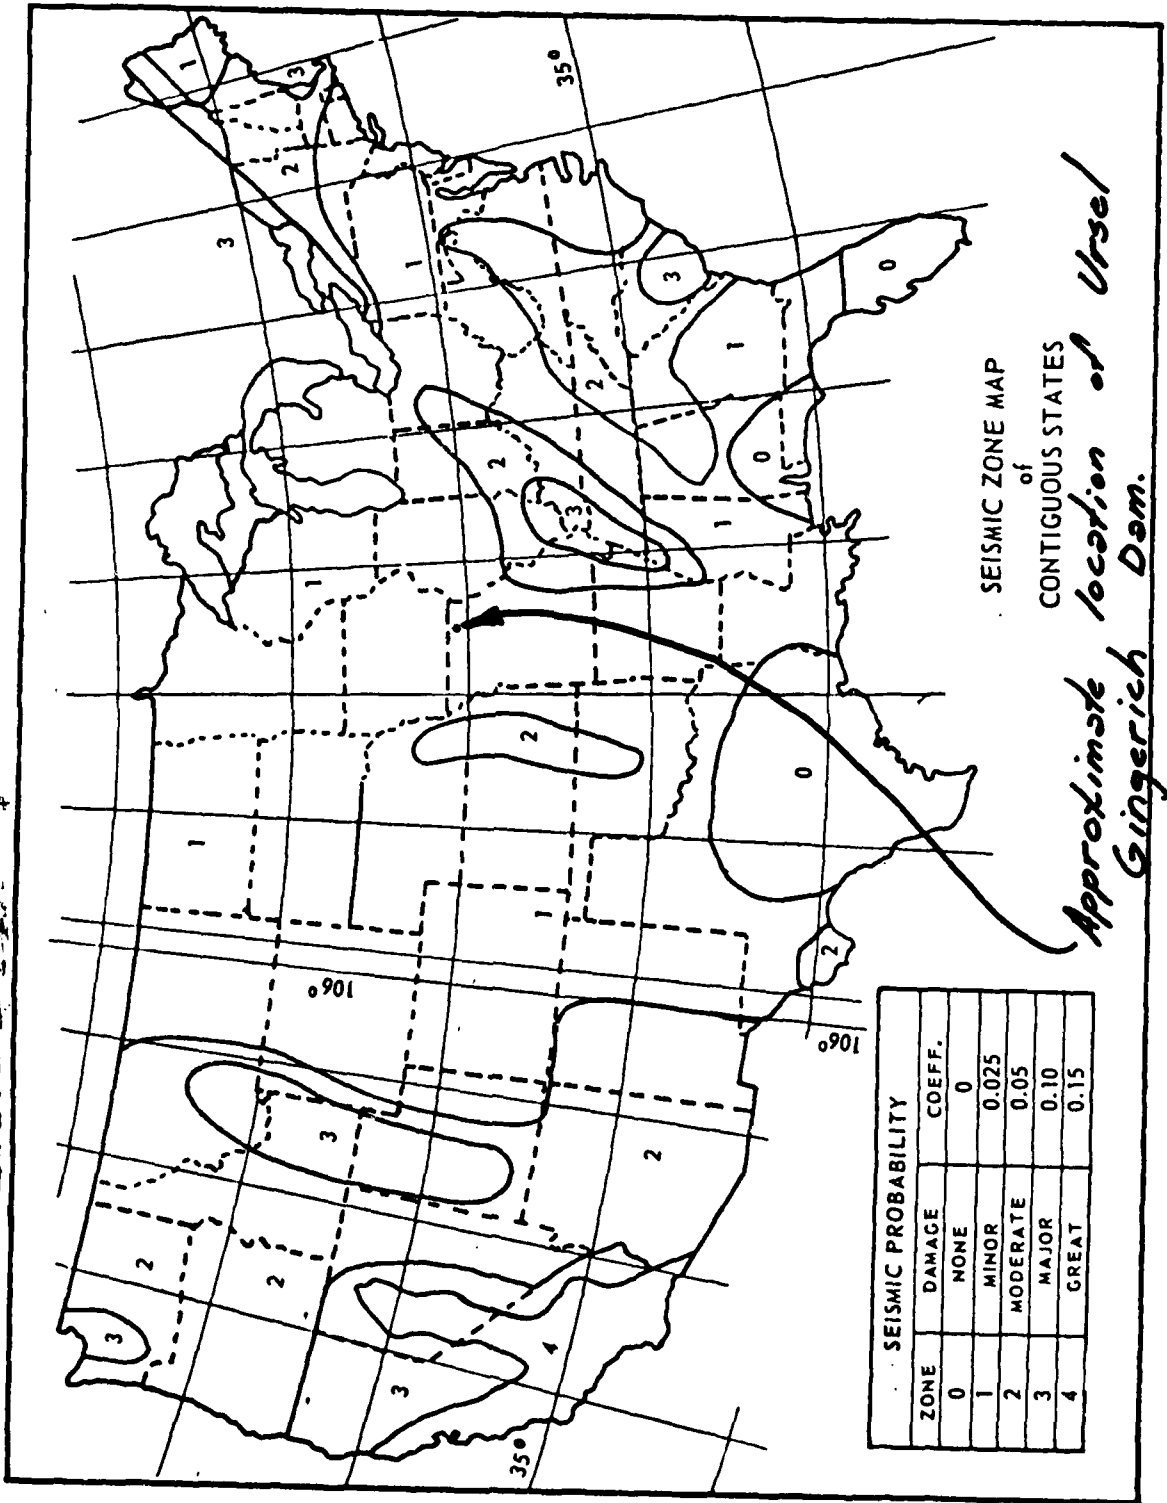 SEISMIC ZONE MAP
of
CONTIGUOUS STATES
Approximate location of Ursel
Gingerich Dam.
SEISMIC PROBABILITY
ZONE DAMAGE COEFF.
0 NONE 0
1 MINOR 0.025
2 MODERATE 0.05
3 MAJOR 0.10
4 GREAT 0.15
35°
106°
106°
35°
3
2
2
3
3
4
2
1
1
2
2
0
1
2
3
1
0
1
2
3
0
1
3
2
3
1